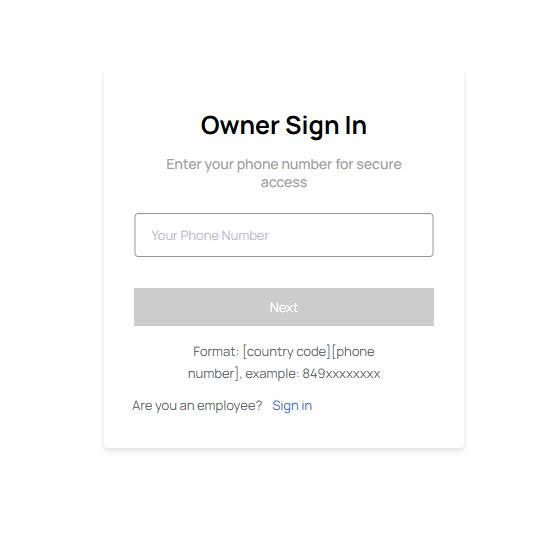 Owner Sign In
Enter your phone number for secure
access
Your Phone Number
Next
Format: [country code][phone
number], example: 849xxxxxxxx
Are you an employee? Sign in